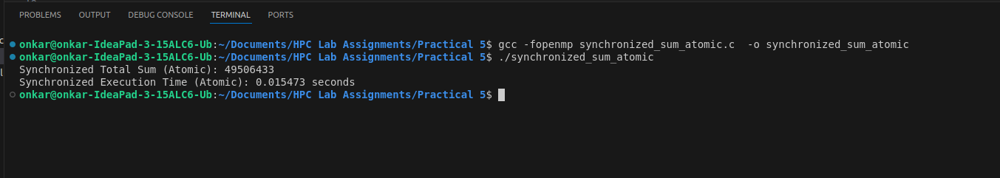 PROBLEMS OUTPUT DEBUG CONSOLE TERMINAL PORTS
onkar@onkar-IdeaPad-3-15ALC6-Ub:~/Documents/HPC Lab Assignments/Practical 5$ gcc -fopenmp synchronized_sum_atomic.c  -o synchronized_sum_atomic
onkar@onkar-IdeaPad-3-15ALC6-Ub:~/Documents/HPC Lab Assignments/Practical 5$ ./synchronized_sum_atomic
Synchronized Total Sum (Atomic): 49506433
Synchronized Execution Time (Atomic): 0.015473 seconds
onkar@onkar-IdeaPad-3-15ALC6-Ub:~/Documents/HPC Lab Assignments/Practical 5$